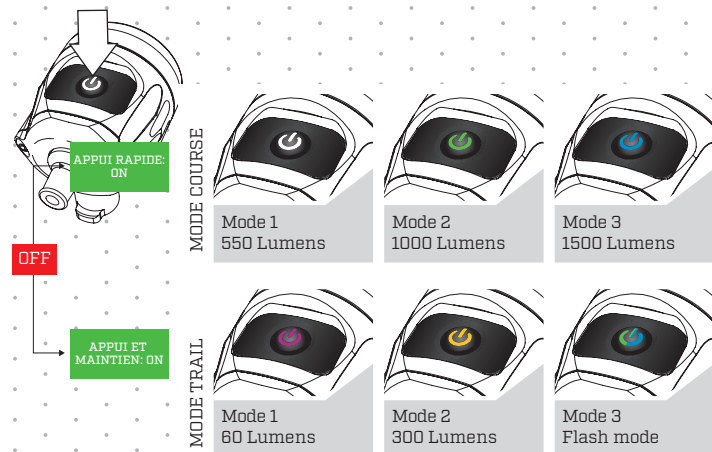 APPUI RAPIDE:
ON
OFF
APPUI ET
MAINTIEN: ON
MODE COURSE
Mode 1
550 Lumens
Mode 2
1000 Lumens
Mode 3
1500 Lumens
MODE TRAIL
Mode 1
60 Lumens
Mode 2
300 Lumens
Mode 3
Flash mode